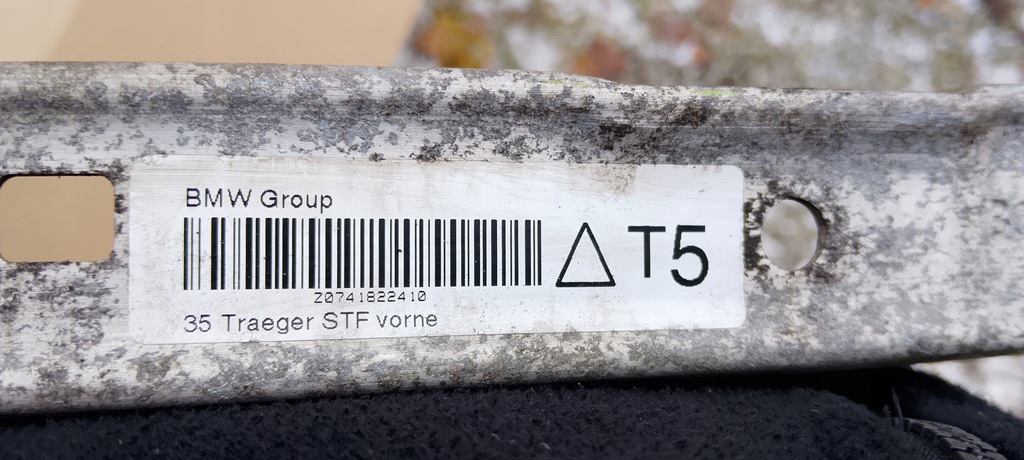 BMW Group
Z0741822410
35 Traeger STF vorne
T5